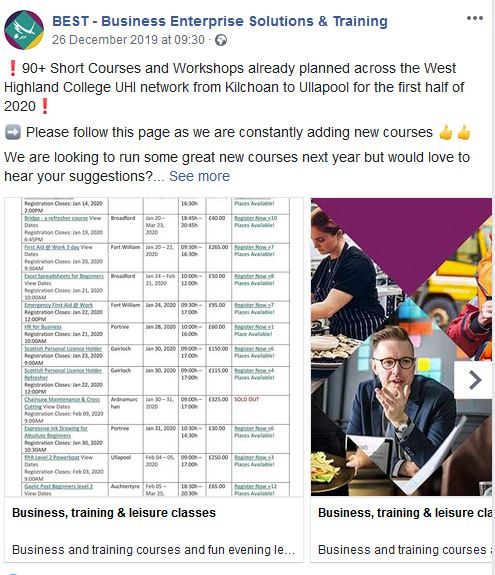 BEST - Business Enterprise Solutions & Training
26 December 2019 at 09:30 ·
❗90+ Short Courses and Workshops already planned across the West
Highland College UHI network from Kilchoan to Ullapool for the first half of
2020❗
➡️ Please follow this page as we are constantly adding new courses 👍👍
We are looking to run some great new courses next year but would love to
hear your suggestions?... See more
Registration Closes: Jan 14, 2020 16:30h Places Available!
2:00PM
Bridge - a refresher course View Broadford Jan 20 – 18:45h – £40.00 Register Now »10
Dates Mar 23, 20:45h Places Available!
Registration Closes: Jan 19, 2020 2020
6:45PM
First Aid @ Work 3 day View Fort William Jan 20 – 22, 09:30h – £265.00 Register Now »7
Dates 2020 16:30h Places Available!
Registration Closes: Jan 20, 2020
9:30AM
Excel Spreadsheets for Beginners Broadford Jan 24 – Feb 10:00h – £50.00 Register Now »8
View Dates 21, 2020 12:00h Places Available!
Registration Closes: Jan 21, 2020
10:00AM
Emergency First Aid @ Work Fort William Jan 24, 2020 09:30h – £95.00 Register Now »7
Registration Closes: Jan 22, 2020 17:00h Places Available!
12:00PM
HR for Business Portree Jan 28, 2020 10:00h – £60.00 Register Now »1
Registration Closes: Jan 21, 2020 16:00h Place Available!
10:00AM
Scottish Personal Licence Holder Gairloch Jan 30, 2020 09:00h – £150.00 Register Now »6
Registration Closes: Jan 23, 2020 17:00h Places Available!
9:00AM
Scottish Personal Licence Holder Gairloch Jan 31, 2020 09:00h – £115.00 Register Now »4
Refresher 17:00h Places Available!
Registration Closes: Jan 22, 2020
12:00PM
Chainsaw Maintenance & Cross Ardnamurc Jan 30 – 31, 09:00h – £325.00 SOLD OUT
Cutting View Dates han 2020 17:00h
Registration Closes: Feb 09, 2020
9:00AM
Expressive Ink Drawing for Portree Jan 31, 2020 10:30h – £30.00 Register Now »6
Absolute Beginners 14:30h Places Available!
Registration Closes: Jan 30, 2020
10:30AM
RYA Level 2 Powerboat View Ullapool Feb 04 – 05, 09:00h – £250.00 Register Now »3
Dates 2020 17:00h Places Available!
Registration Closes: Feb 03, 2020
9:00AM
Gaelic Post Beginners level 2 Auchtertyre Feb 05 – 18:30h – £65.00 Register Now »12
View Dates Mar 25, 20:30h Places Available!
Business, training & leisure classes
Business and training courses and fun evening le...
Business, training & leisure cla
Business and training courses a